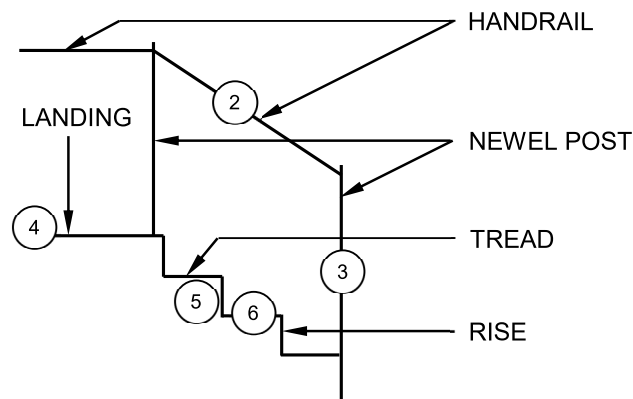 HANDRAIL
2
LANDING
NEWEL POST
4
TREAD
3
5
6
RISE